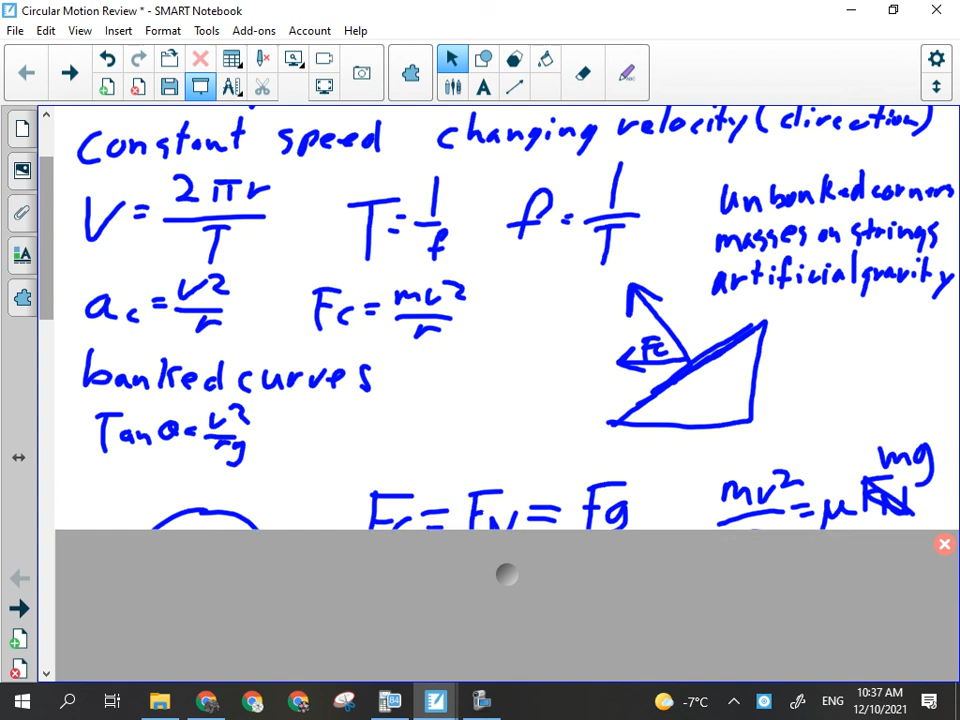 Circular Motion Review * - SMART Notebook
File Edit View Insert Format Tools Add-ons Account Help
constant speed changing velocity (direction)
V = 2πr/T T = 1/f f = 1/T
Unbanked corners
masses on strings
artificial gravity
ac = v²/r Fc = mv²/r
Fc
banked curves
Tan θ = v²/rg
mg
Fc = FN = Fg mv² = μ FN
ENG
-7°C
10:37 AM
12/10/2021